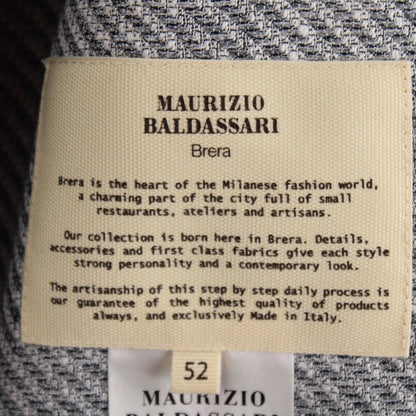 MAURIZIO
BALDASSARI
Brera
Brera is the heart of the Milanese fashion world,
a charming part of the city full of small
restaurants, ateliers and artisans.
Our collection is born here in Brera. Details,
accessories and first class fabrics give each style
strong personality and a contemporary look.
The artisanship of this step by step daily process is
our guarantee of the highest quality of products
always, and exclusively Made in Italy.
52
MAURIZIO
BALDASSARI